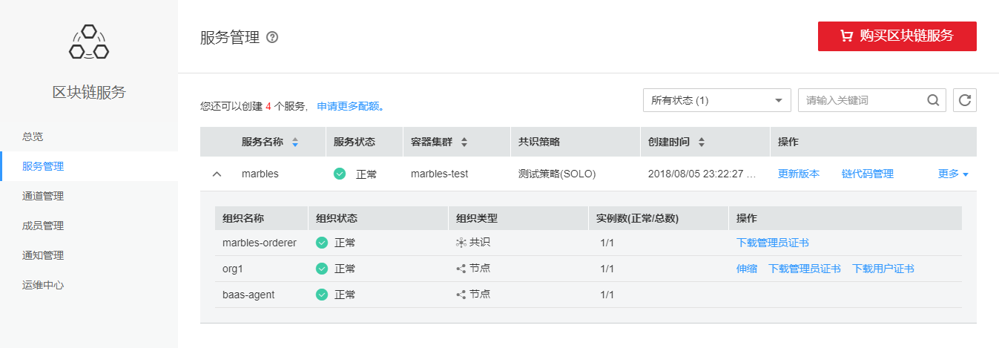 区块链服务
总览
服务管理
通道管理
成员管理
通知管理
运维中心
服务管理
购买区块链服务
您还可以创建 4 个服务, 申请更多配额。
所有状态 (1)
请输入关键词
服务名称 服务状态 容器集群 共识策略 创建时间 操作
marbles 正常 marbles-test 测试策略(SOLO) 2018/08/05 23:22:27 ... 更新版本 链代码管理 更多
组织名称 组织状态 组织类型 实例数(正常/总数) 操作
marbles-orderer 正常 共识 1/1 下载管理员证书
org1 正常 节点 1/1 伸缩 下载管理员证书 下载用户证书
baas-agent 正常 节点 1/1